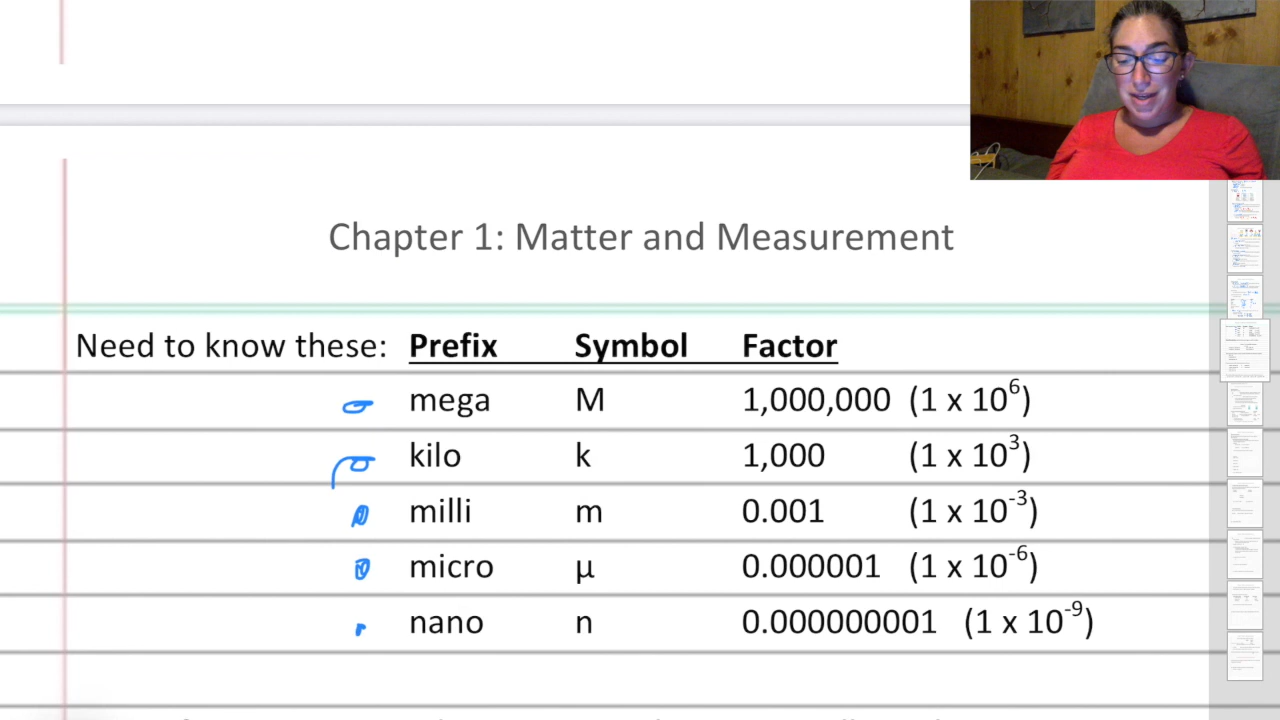 Chapter 1: Matter and Measurement
Need to know these: Prefix Symbol Factor
mega M 1,000,000 (1 x 10⁶)
kilo k 1,000 (1 x 10³)
milli m 0.001 (1 x 10⁻³)
micro µ 0.000001 (1 x 10⁻⁶)
nano n 0.000000001 (1 x 10⁻⁹)